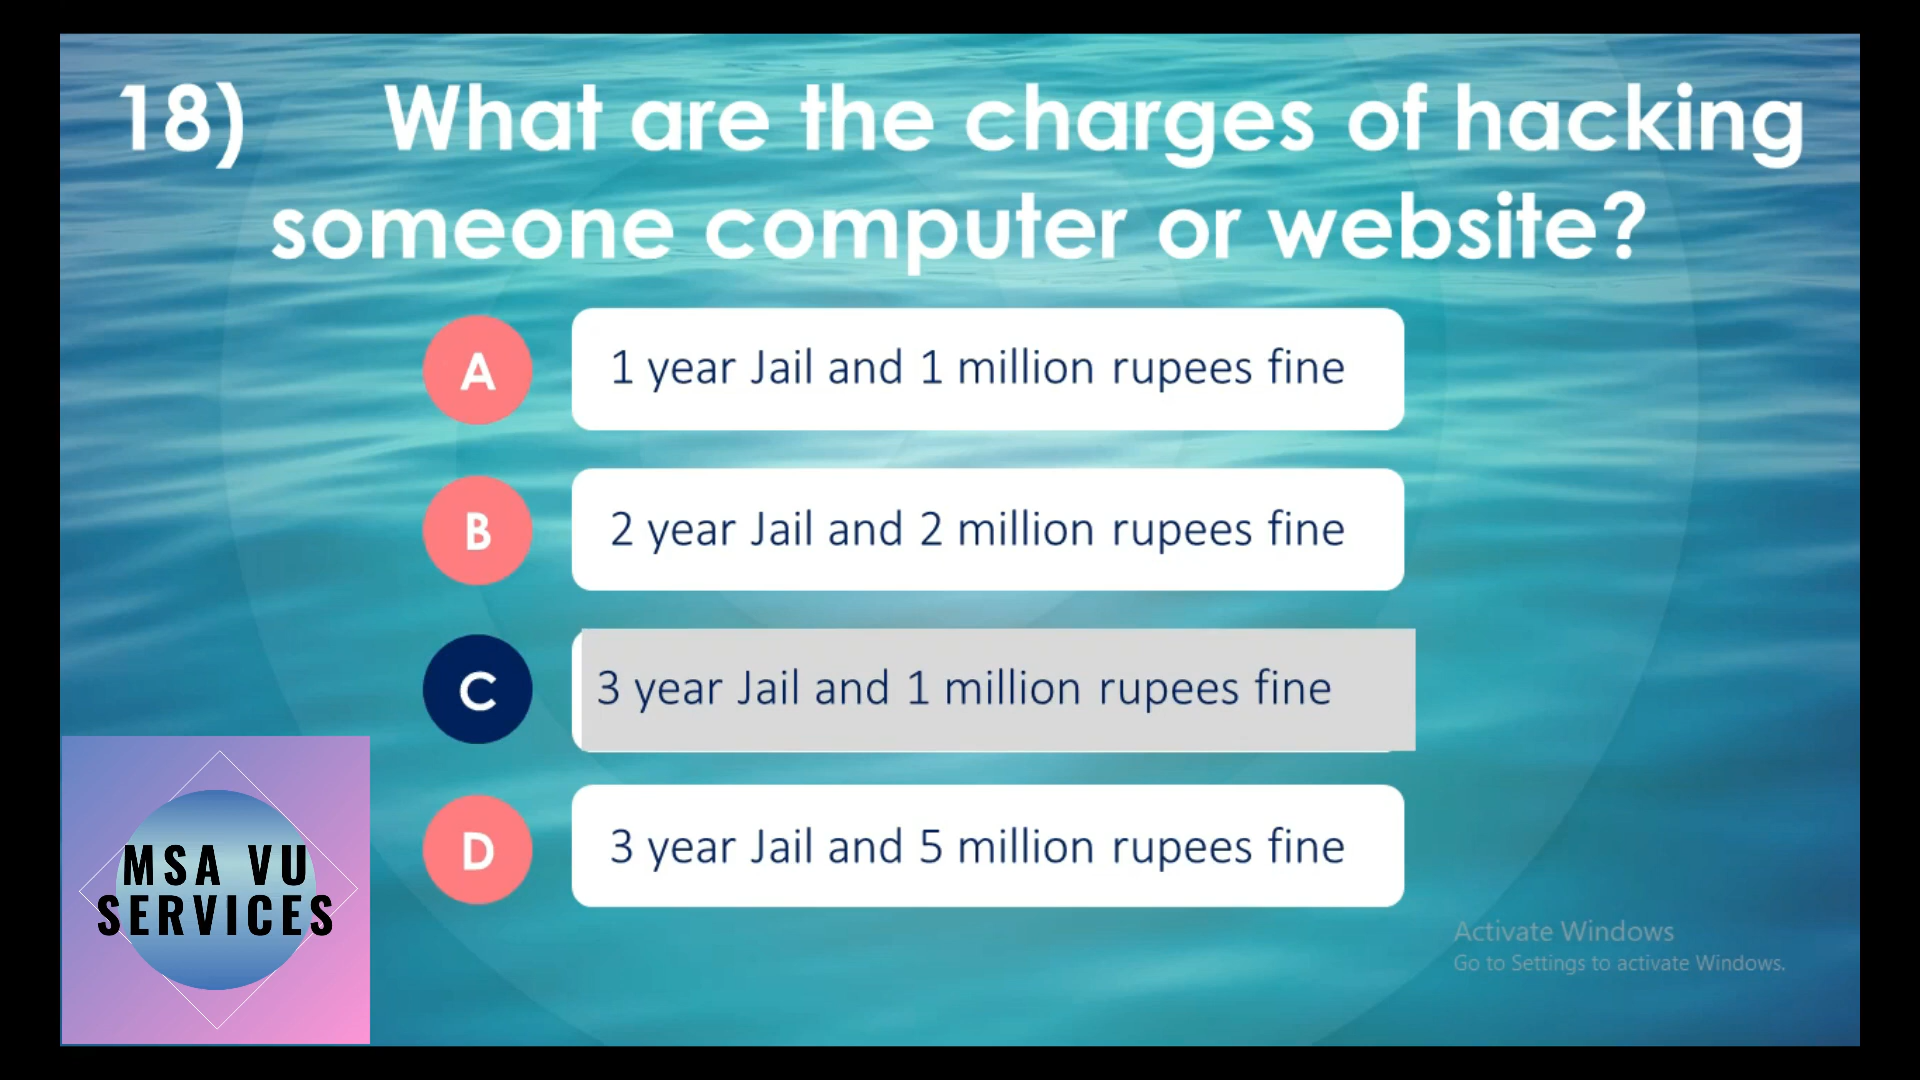 18) What are the charges of hacking
someone computer or website?
A 1 year Jail and 1 million rupees fine
B 2 year Jail and 2 million rupees fine
C 3 year Jail and 1 million rupees fine
D 3 year Jail and 5 million rupees fine
MSA VU
SERVICES
Activate Windows
Go to Settings to activate Windows.